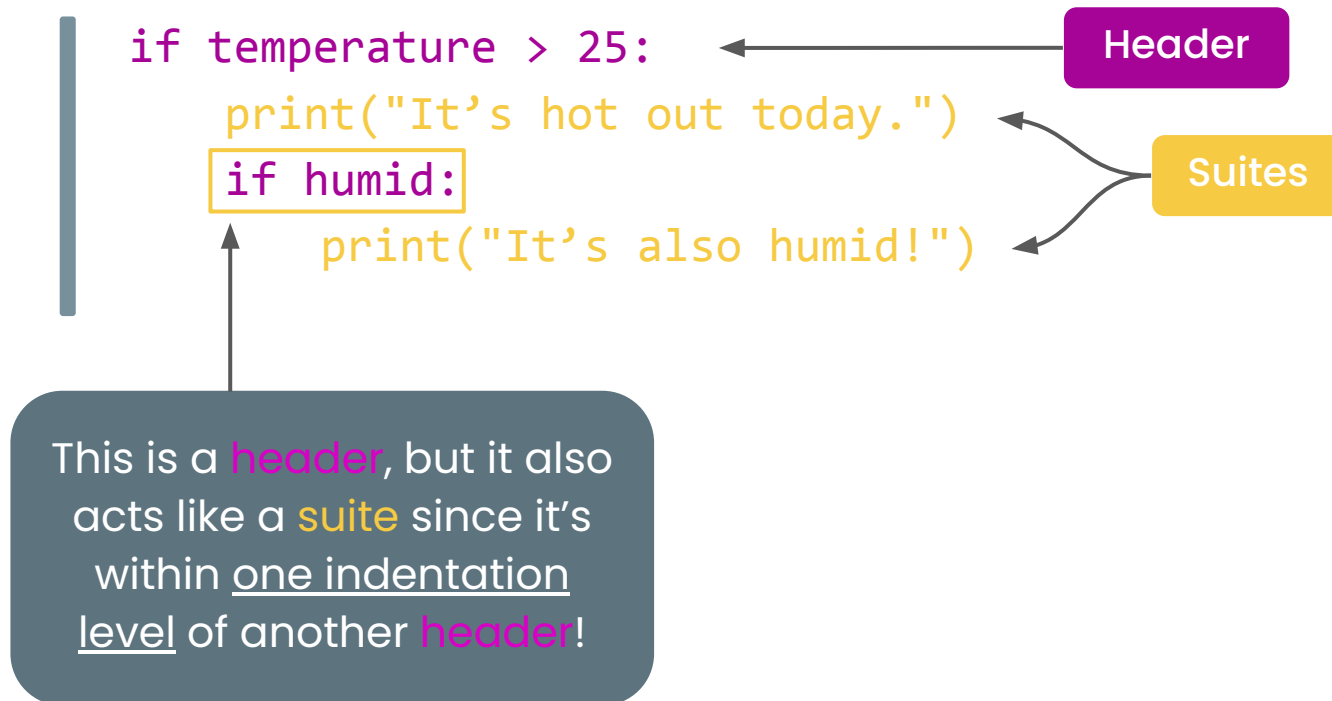 if temperature > 25:
Header
print("It’s hot out today.")
if humid:
Suites
print("It’s also humid!")
This is a header, but it also
acts like a suite since it’s
within one indentation
level of another header!